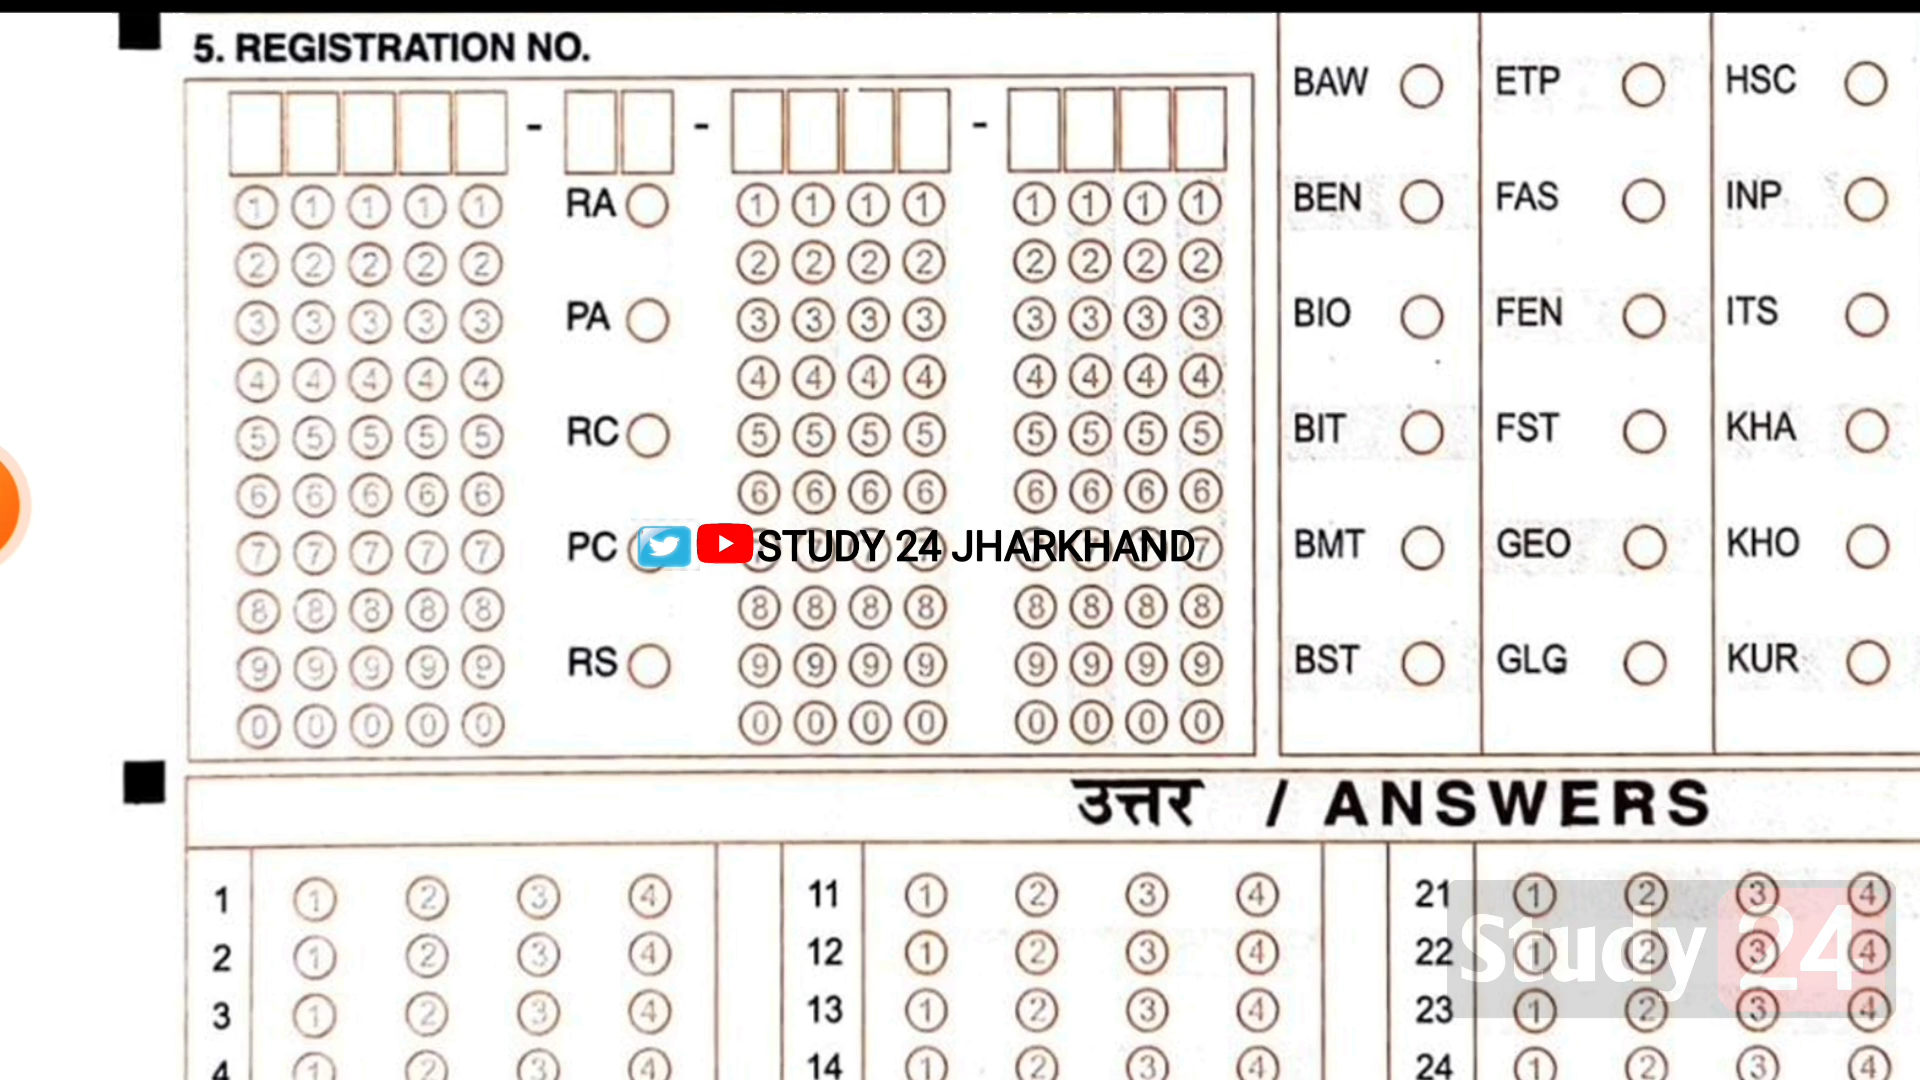 5. REGISTRATION NO.
- - -
1 1 1 1 1 RA 1 1 1 1 1 1 1 1
2 2 2 2 2 2 2 2 2 2 2 2 2
3 3 3 3 3 PA 3 3 3 3 3 3 3 3
4 4 4 4 4 4 4 4 4 4 4 4 4
5 5 5 5 5 RC 5 5 5 5 5 5 5 5
6 6 6 6 6 6 6 6 6 6 6 6 6
7 7 7 7 7 PC STUDY 24 JHARKHAND 7
8 8 8 8 8 8 8 8 8 8 8 8 8
9 9 9 9 9 RS 9 9 9 9 9 9 9 9
0 0 0 0 0 0 0 0 0 0 0 0 0
BAW ETP HSC
BEN FAS INP
BIO FEN ITS
BIT FST KHA
BMT GEO KHO
BST GLG KUR
उत्तर / ANSWERS
1 1 2 3 4 11 1 2 3 4 21 1 2 3 4
2 1 2 3 4 12 1 2 3 4 22 1 2 3 4
3 1 2 3 4 13 1 2 3 4 23 1 2 3 4
4 1 2 3 4 14 1 2 3 4 24 1 2 3 4
Study 24